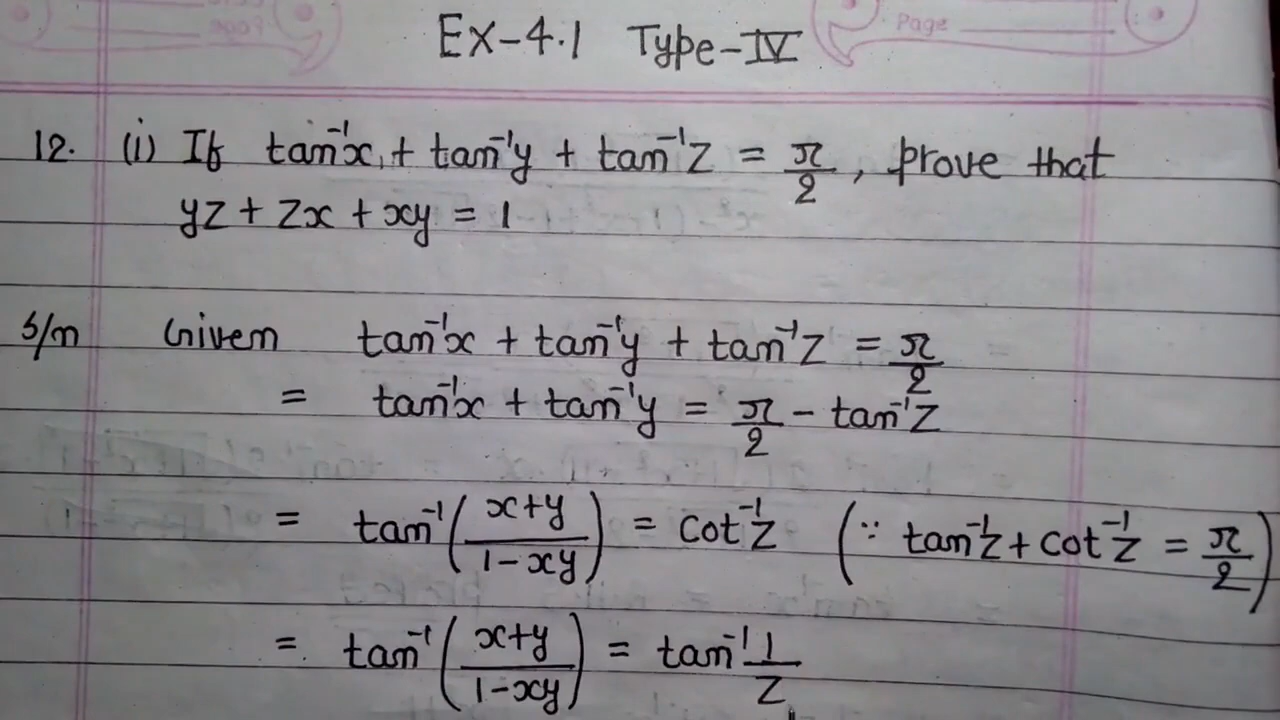 Page
Ex-4.1 Type-IV
12. (i) If tan⁻¹x + tan⁻¹y + tan⁻¹z = π/2, prove that
yz + zx + xy = 1
S/n Given tan⁻¹x + tan⁻¹y + tan⁻¹z = π/2
= tan⁻¹x + tan⁻¹y = π/2 - tan⁻¹z
= tan⁻¹((x+y)/(1-xy)) = cot⁻¹z (∵ tan⁻¹z + cot⁻¹z = π/2)
= tan⁻¹((x+y)/(1-xy)) = tan⁻¹ 1/z